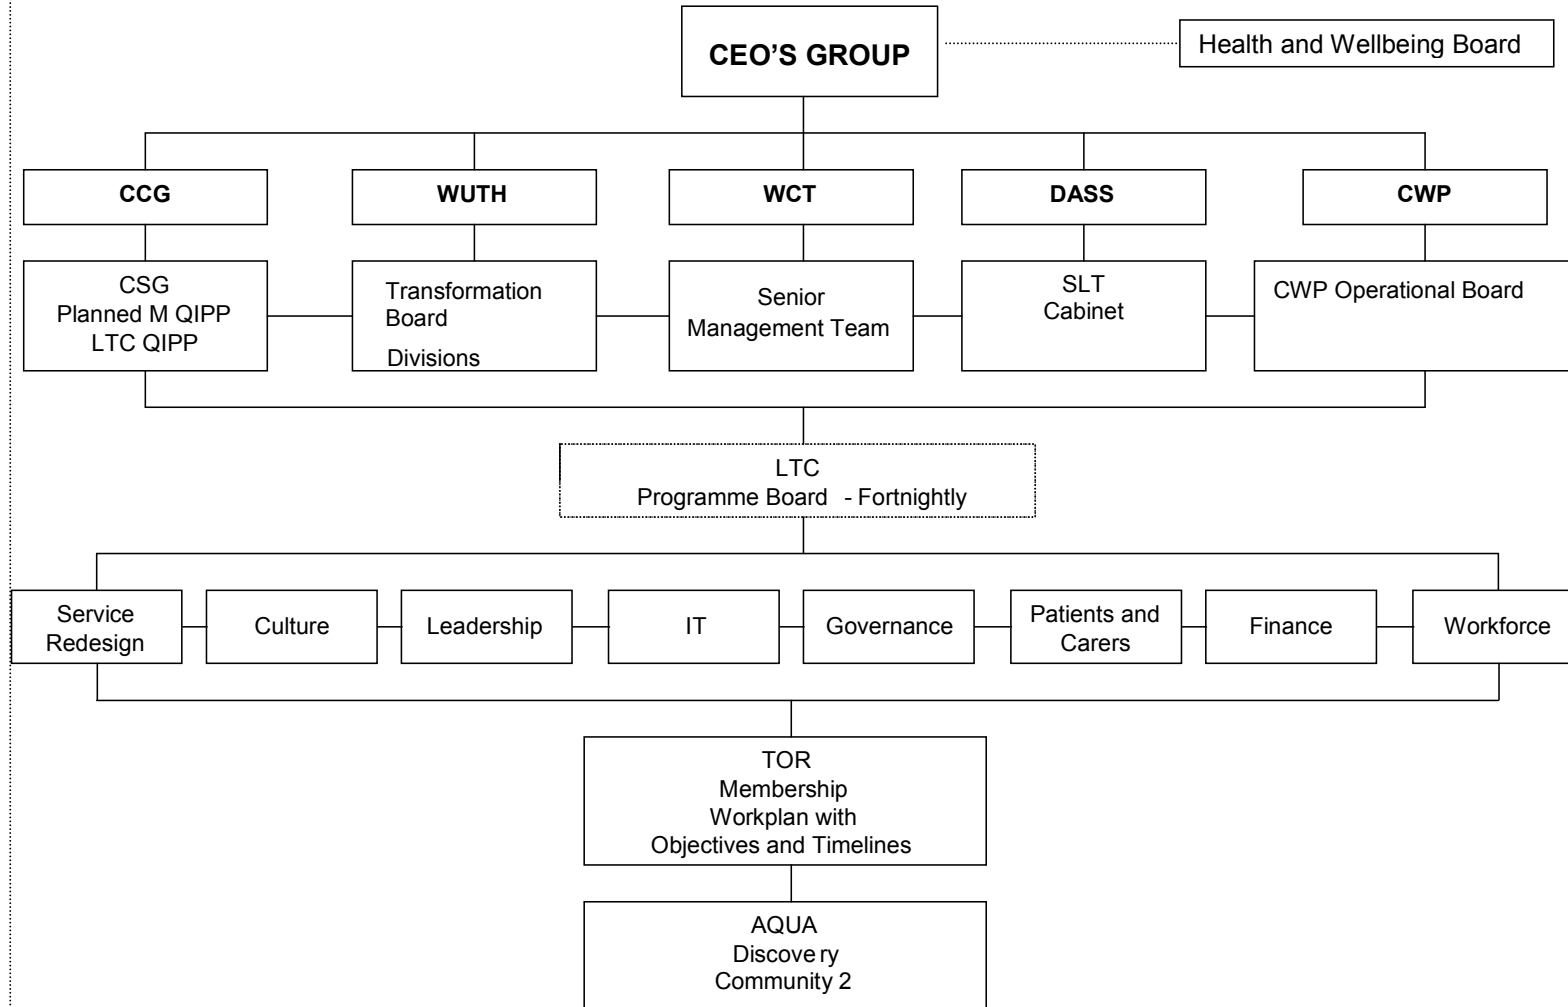 CEO'S GROUP
Health and Wellbeing Board
CCG
WUTH
WCT
DASS
CWP
CSG
Planned M QIPP
LTC QIPP
Transformation
Board
Divisions
Senior
Management Team
SLT
Cabinet
CWP Operational Board
LTC
Programme Board - Fortnightly
Service
Redesign
Culture
Leadership
IT
Governance
Patients and
Carers
Finance
Workforce
TOR
Membership
Workplan with
Objectives and Timelines
AQUA
Discovery
Community 2